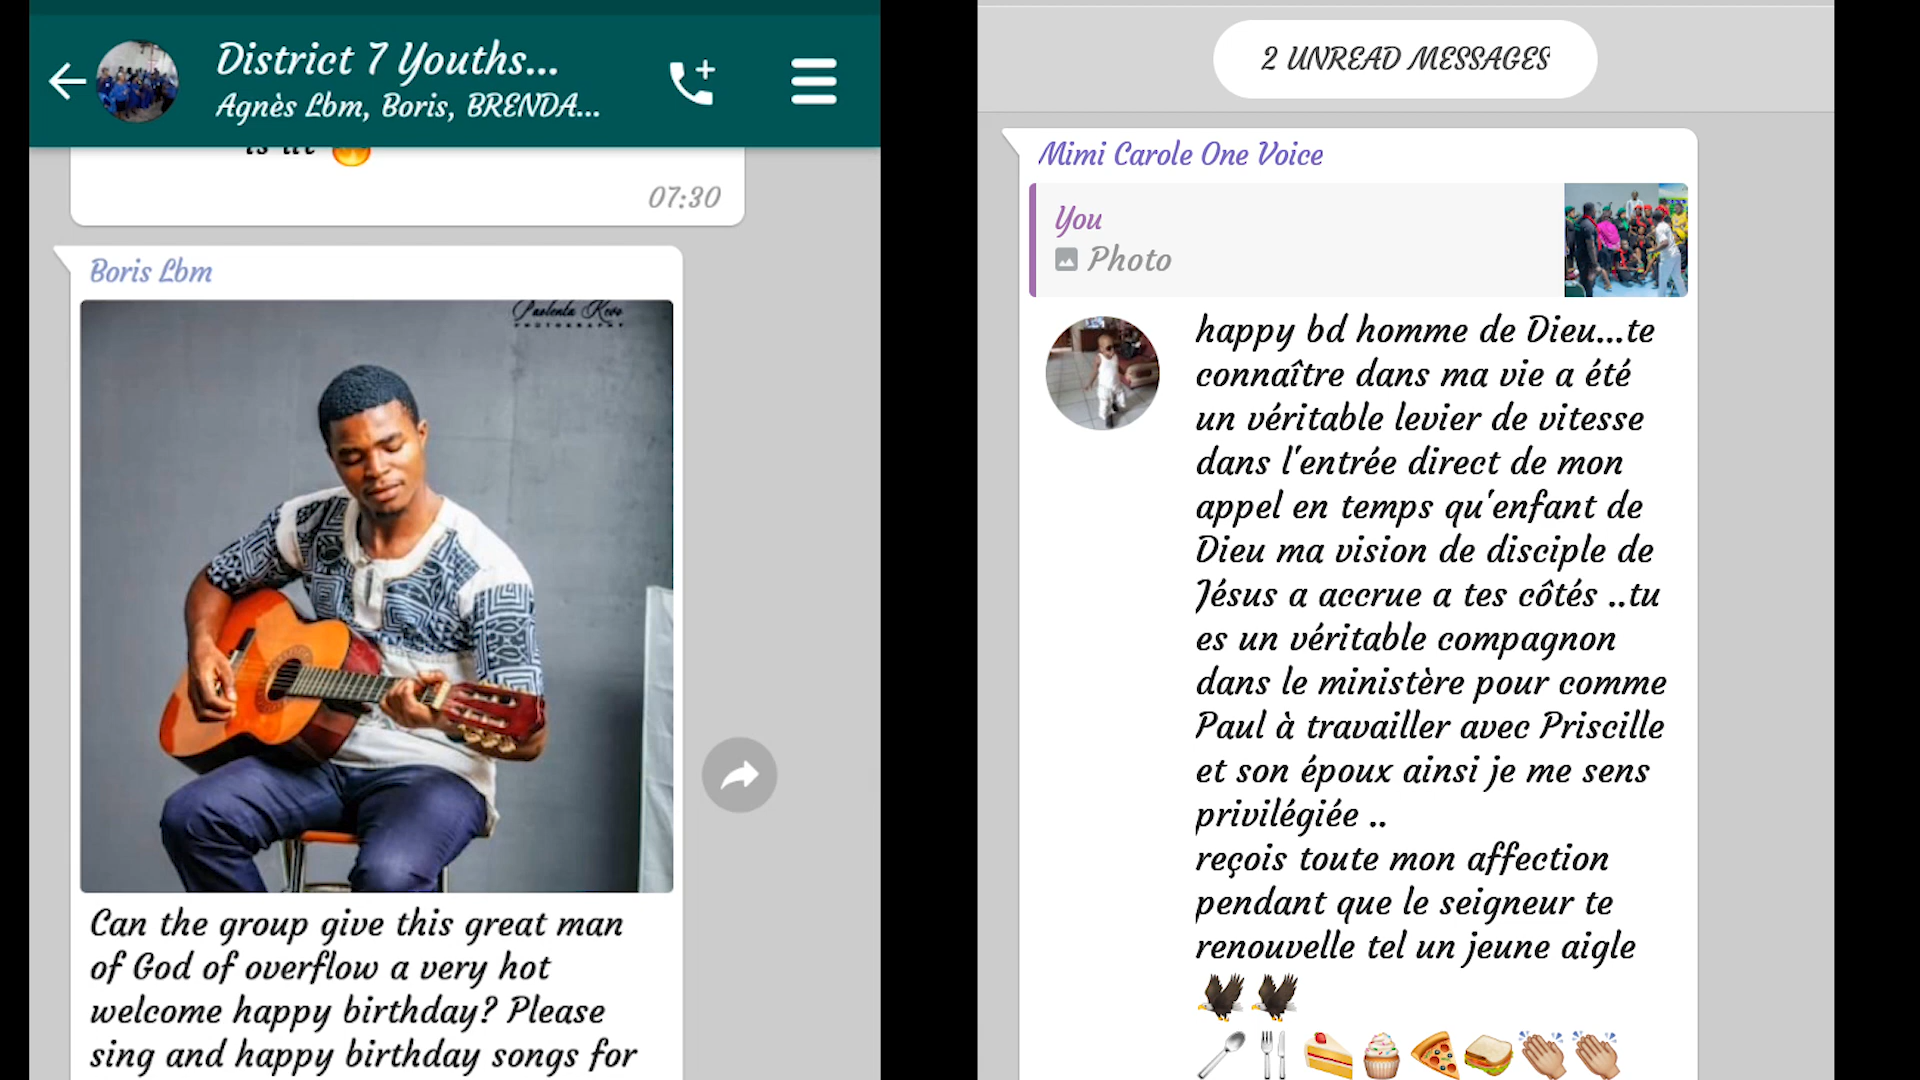 District 7 Youths...
Agnès Lbm, Boris, BRENDA...
is lit
07:30
Boris Lbm
PHOTOGRAPHY
Can the group give this great man
of God of overflow a very hot
welcome happy birthday? Please
sing and happy birthday songs for
2 UNREAD MESSAGES
Mimi Carole One Voice
You
Photo
happy bd homme de Dieu...te
connaître dans ma vie a été
un véritable levier de vitesse
dans l'entrée direct de mon
appel en temps qu'enfant de
Dieu ma vision de disciple de
Jésus a accrue a tes côtés ..tu
es un véritable compagnon
dans le ministère pour comme
Paul à travailler avec Priscille
et son époux ainsi je me sens
privilégiée ..
reçois toute mon affection
pendant que le seigneur te
renouvelle tel un jeune aigle